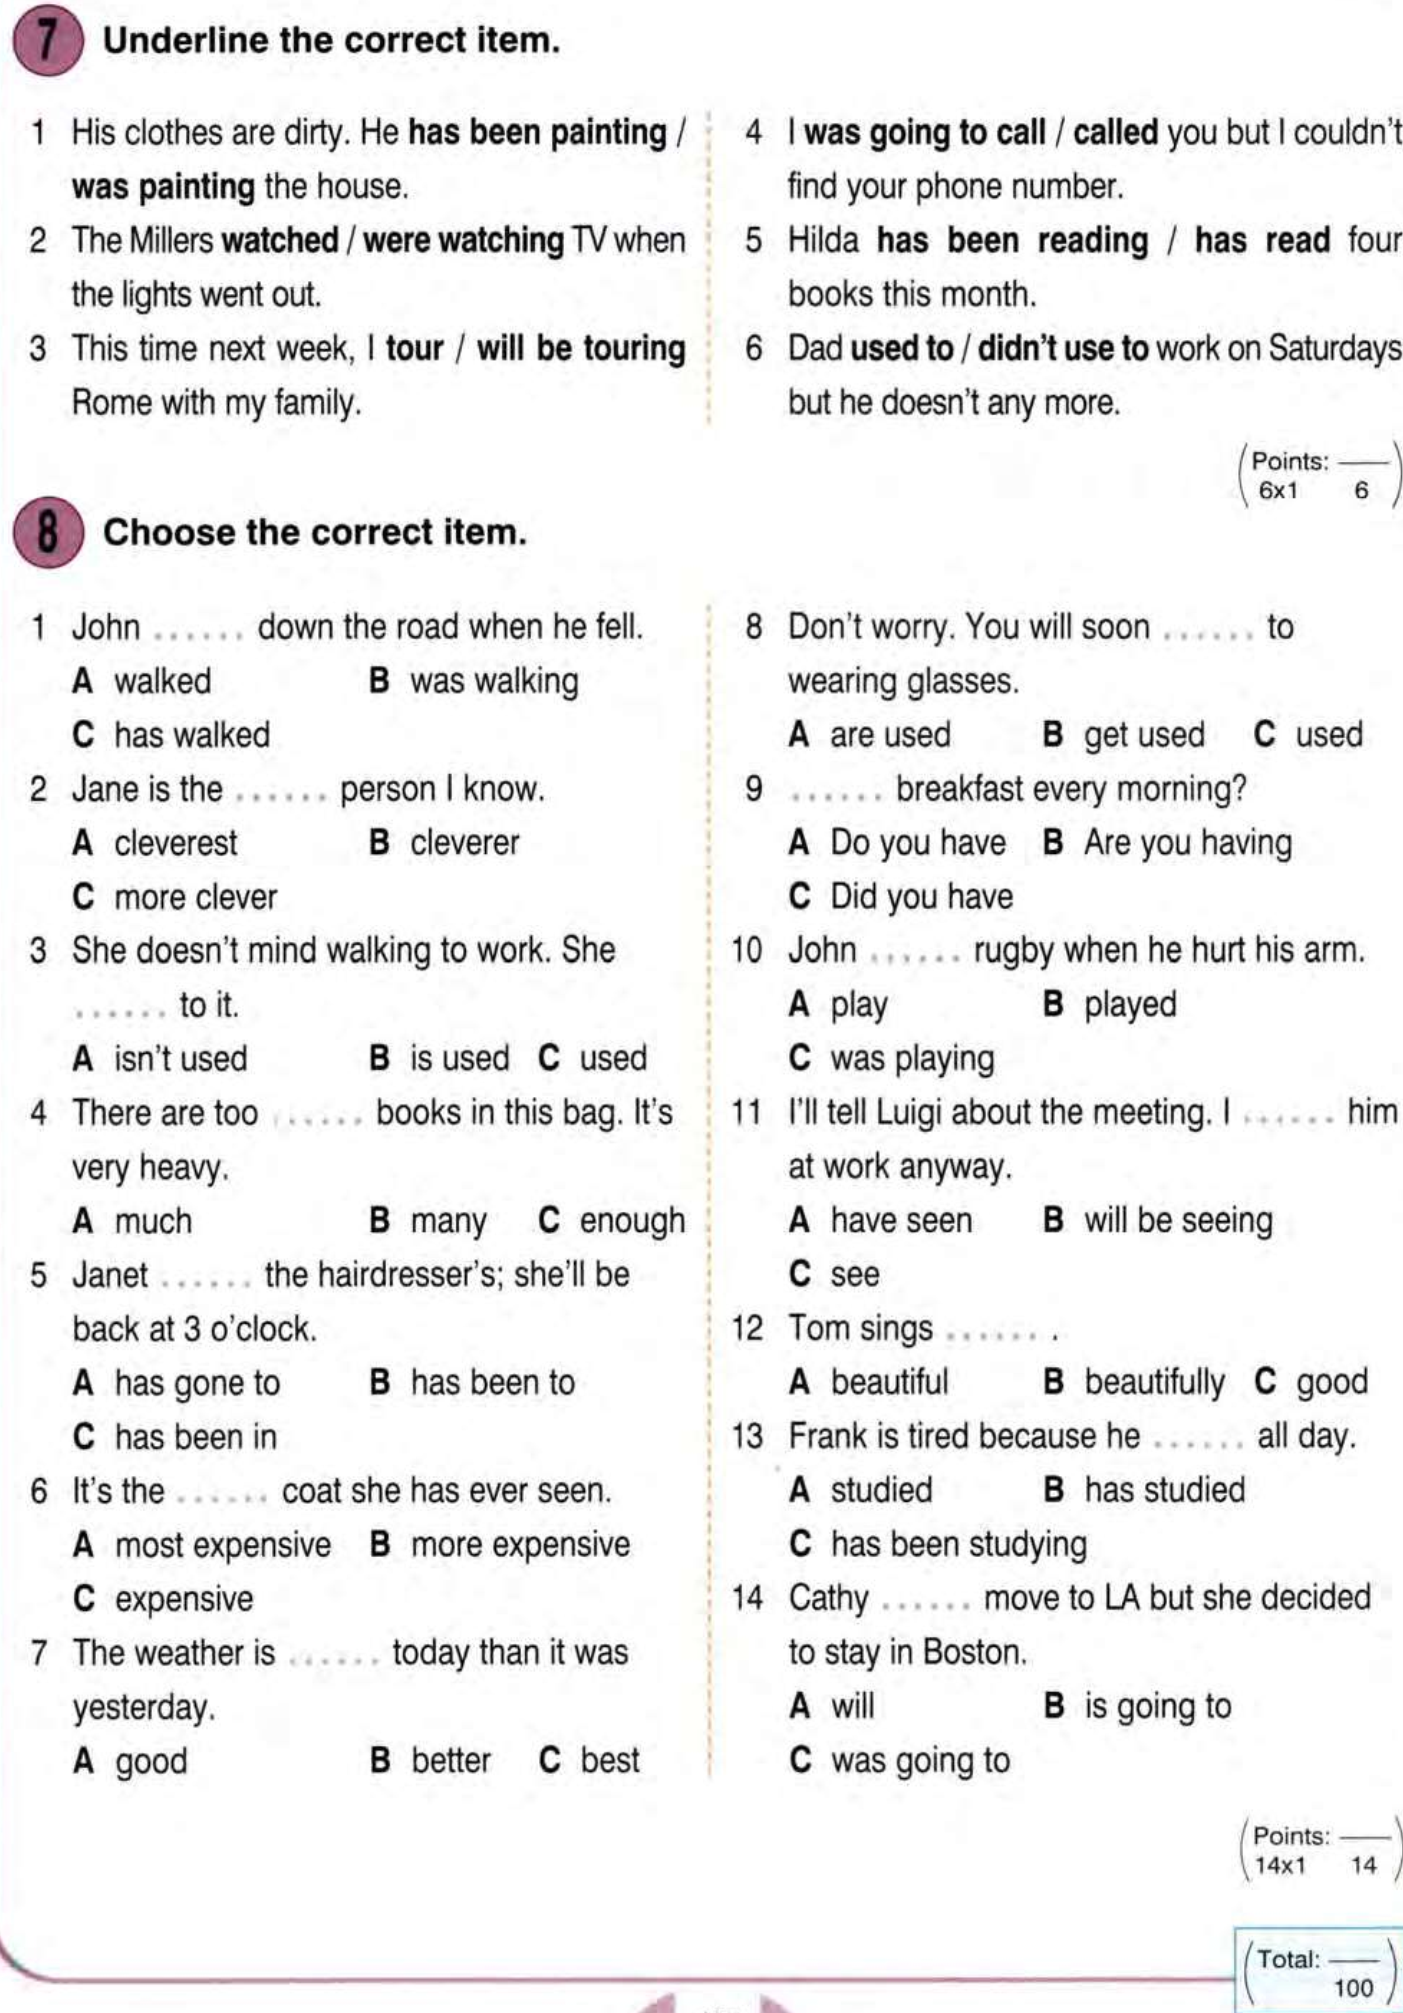 7 Underline the correct item.
1 His clothes are dirty. He has been painting /
was painting the house.
2 The Millers watched / were watching TV when
the lights went out.
3 This time next week, I tour / will be touring
Rome with my family.
4 I was going to call / called you but I couldn't
find your phone number.
5 Hilda has been reading / has read four
books this month.
6 Dad used to / didn't use to work on Saturdays
but he doesn't any more.
(Points: ___
6x1 6)
8 Choose the correct item.
1 John ...... down the road when he fell.
A walked B was walking
C has walked
2 Jane is the ...... person I know.
A cleverest B cleverer
C more clever
3 She doesn't mind walking to work. She
...... to it.
A isn't used B is used C used
4 There are too ...... books in this bag. It's
very heavy.
A much B many C enough
5 Janet ...... the hairdresser's; she'll be
back at 3 o'clock.
A has gone to B has been to
C has been in
6 It's the ...... coat she has ever seen.
A most expensive B more expensive
C expensive
7 The weather is ...... today than it was
yesterday.
A good B better C best
8 Don't worry. You will soon ...... to
wearing glasses.
A are used B get used C used
9 ...... breakfast every morning?
A Do you have B Are you having
C Did you have
10 John ...... rugby when he hurt his arm.
A play B played
C was playing
11 I'll tell Luigi about the meeting. I ...... him
at work anyway.
A have seen B will be seeing
C see
12 Tom sings ...... .
A beautiful B beautifully C good
13 Frank is tired because he ...... all day.
A studied B has studied
C has been studying
14 Cathy ...... move to LA but she decided
to stay in Boston.
A will B is going to
C was going to
(Points: ___
14x1 14)
(Total: ___
100)